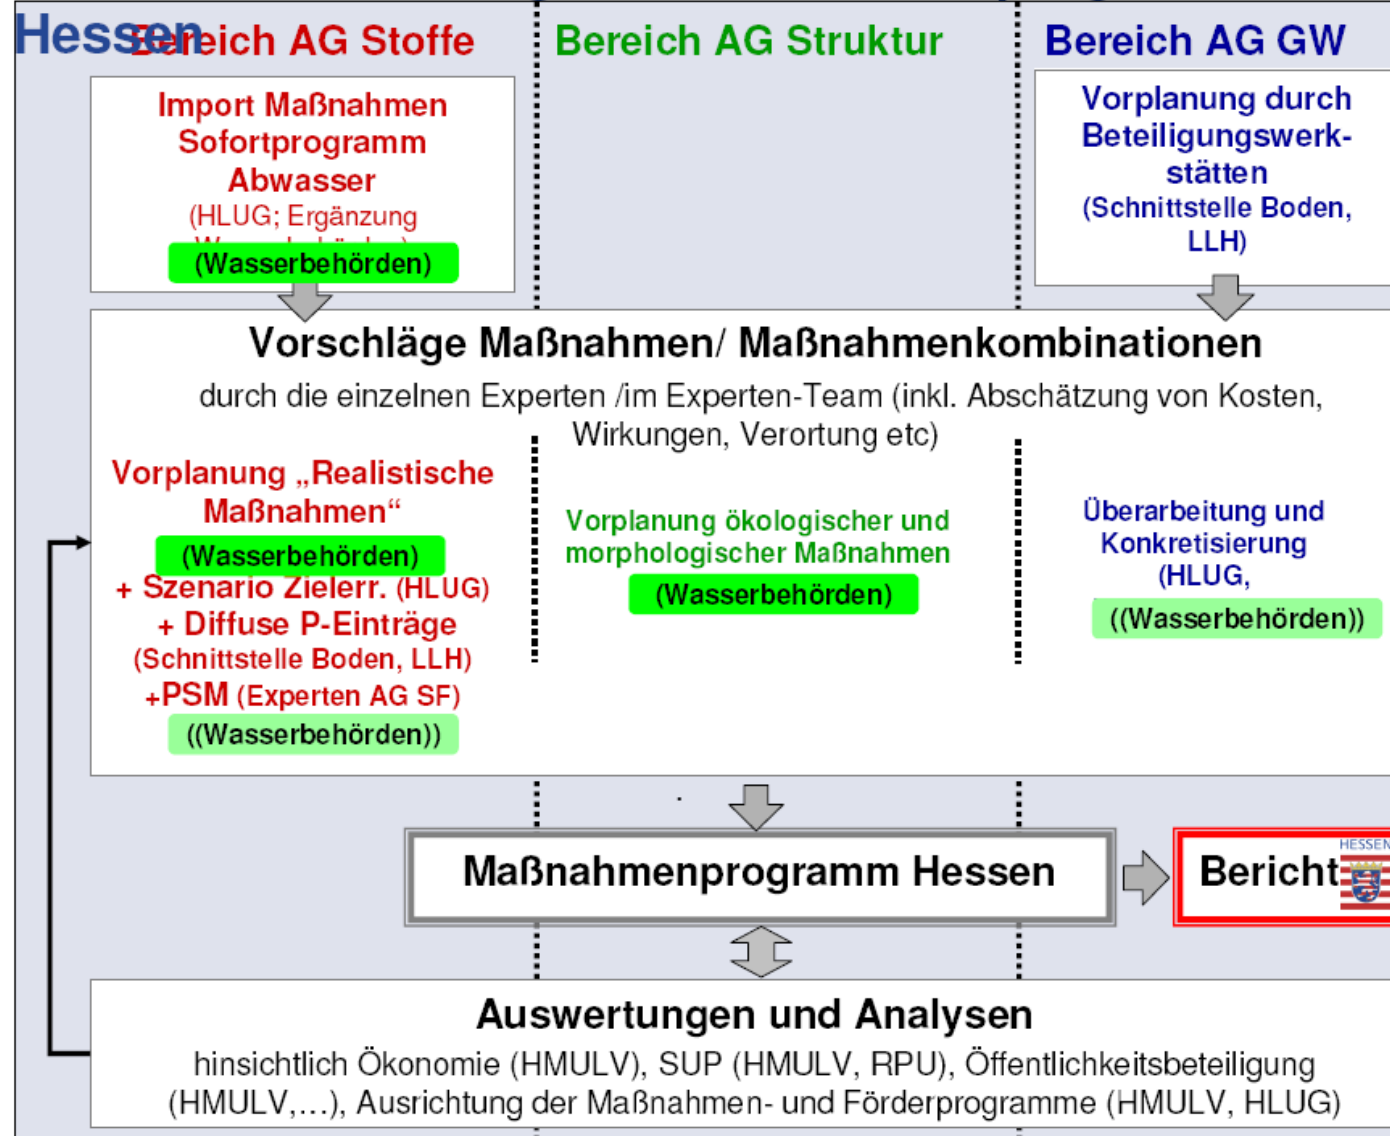 Hessen
Bereich AG Stoffe
Bereich AG Struktur
Bereich AG GW
Import Maßnahmen
Sofortprogramm
Abwasser
(HLUG; Ergänzung
(Wasserbehörden)
Vorplanung durch
Beteiligungswerk-
stätten
(Schnittstelle Boden,
LLH)
Vorschläge Maßnahmen/ Maßnahmenkombinationen
durch die einzelnen Experten /im Experten-Team (inkl. Abschätzung von Kosten,
Wirkungen, Verortung etc)
Vorplanung „Realistische
Maßnahmen“
(Wasserbehörden)
+ Szenario Zielerr. (HLUG)
+ Diffuse P-Einträge
(Schnittstelle Boden, LLH)
+PSM (Experten AG SF)
((Wasserbehörden))
Vorplanung ökologischer und
morphologischer Maßnahmen
(Wasserbehörden)
Überarbeitung und
Konkretisierung
(HLUG,
((Wasserbehörden))
Maßnahmenprogramm Hessen
Bericht
HESSEN
Auswertungen und Analysen
hinsichtlich Ökonomie (HMULV), SUP (HMULV, RPU), Öffentlichkeitsbeteiligung
(HMULV,...), Ausrichtung der Maßnahmen- und Förderprogramme (HMULV, HLUG)